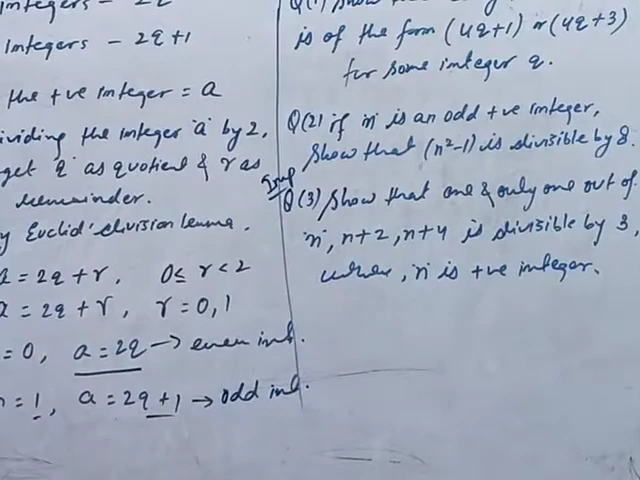 integers - 2q
integers - 2q+1
the +ve integer = a
dividing the integer 'a' by 2,
get 'q' as quotient & r as
remainder.
by Euclid' division lemma.
a = 2q + r, 0 ≤ r < 2
a = 2q + r, r = 0, 1
= 0, a = 2q → even int.
= 1, a = 2q + 1 → odd int.
Q(1) Show
is of the form (4q+1) or (4q+3)
for some integer q.
Q(2) if 'n' is an odd +ve integer,
show that (n²-1) is divisible by 8.
Imp
Q(3) Show that one & only one out of
'n', n+2, n+4 is divisible by 3,
where, 'n' is +ve integer.